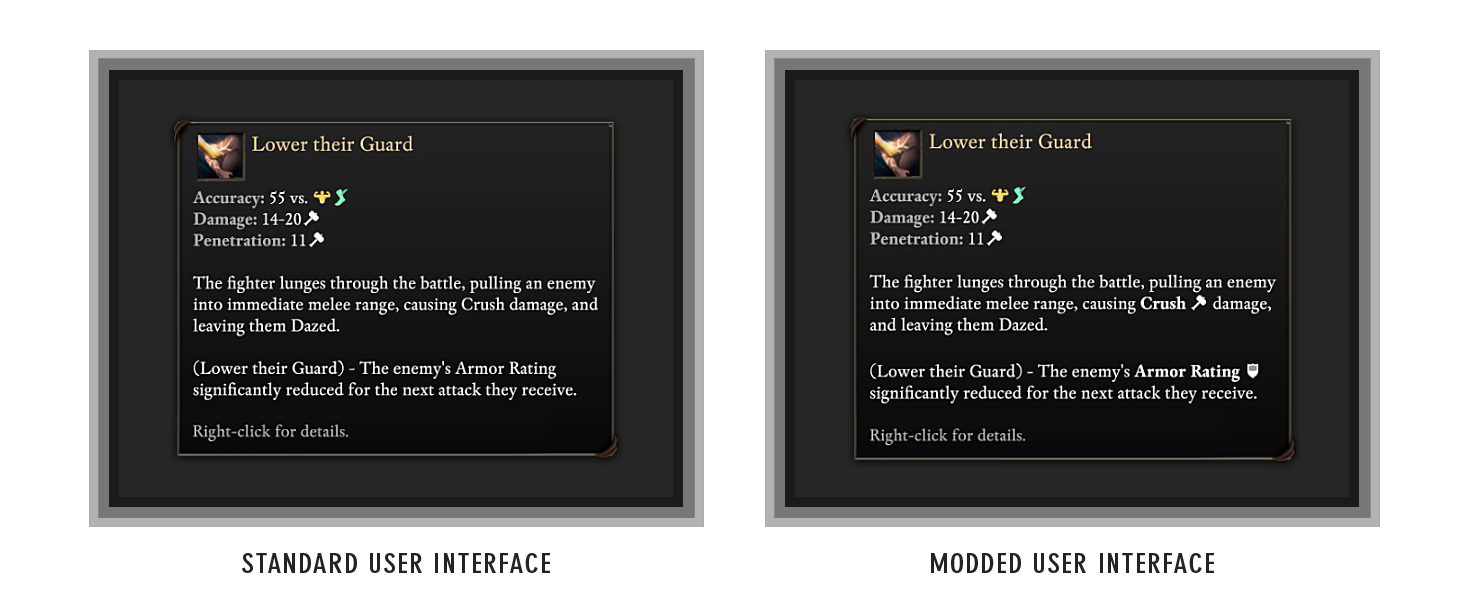 Lower their Guard
Accuracy: 55 vs.
Damage: 14-20
Penetration: 11
The fighter lunges through the battle, pulling an enemy
into immediate melee range, causing Crush damage, and
leaving them Dazed.
(Lower their Guard) - The enemy's Armor Rating
significantly reduced for the next attack they receive.
Right-click for details.
STANDARD USER INTERFACE
Lower their Guard
Accuracy: 55 vs.
Damage: 14-20
Penetration: 11
The fighter lunges through the battle, pulling an enemy
into immediate melee range, causing Crush damage,
and leaving them Dazed.
(Lower their Guard) - The enemy's Armor Rating
significantly reduced for the next attack they receive.
Right-click for details.
MODDED USER INTERFACE